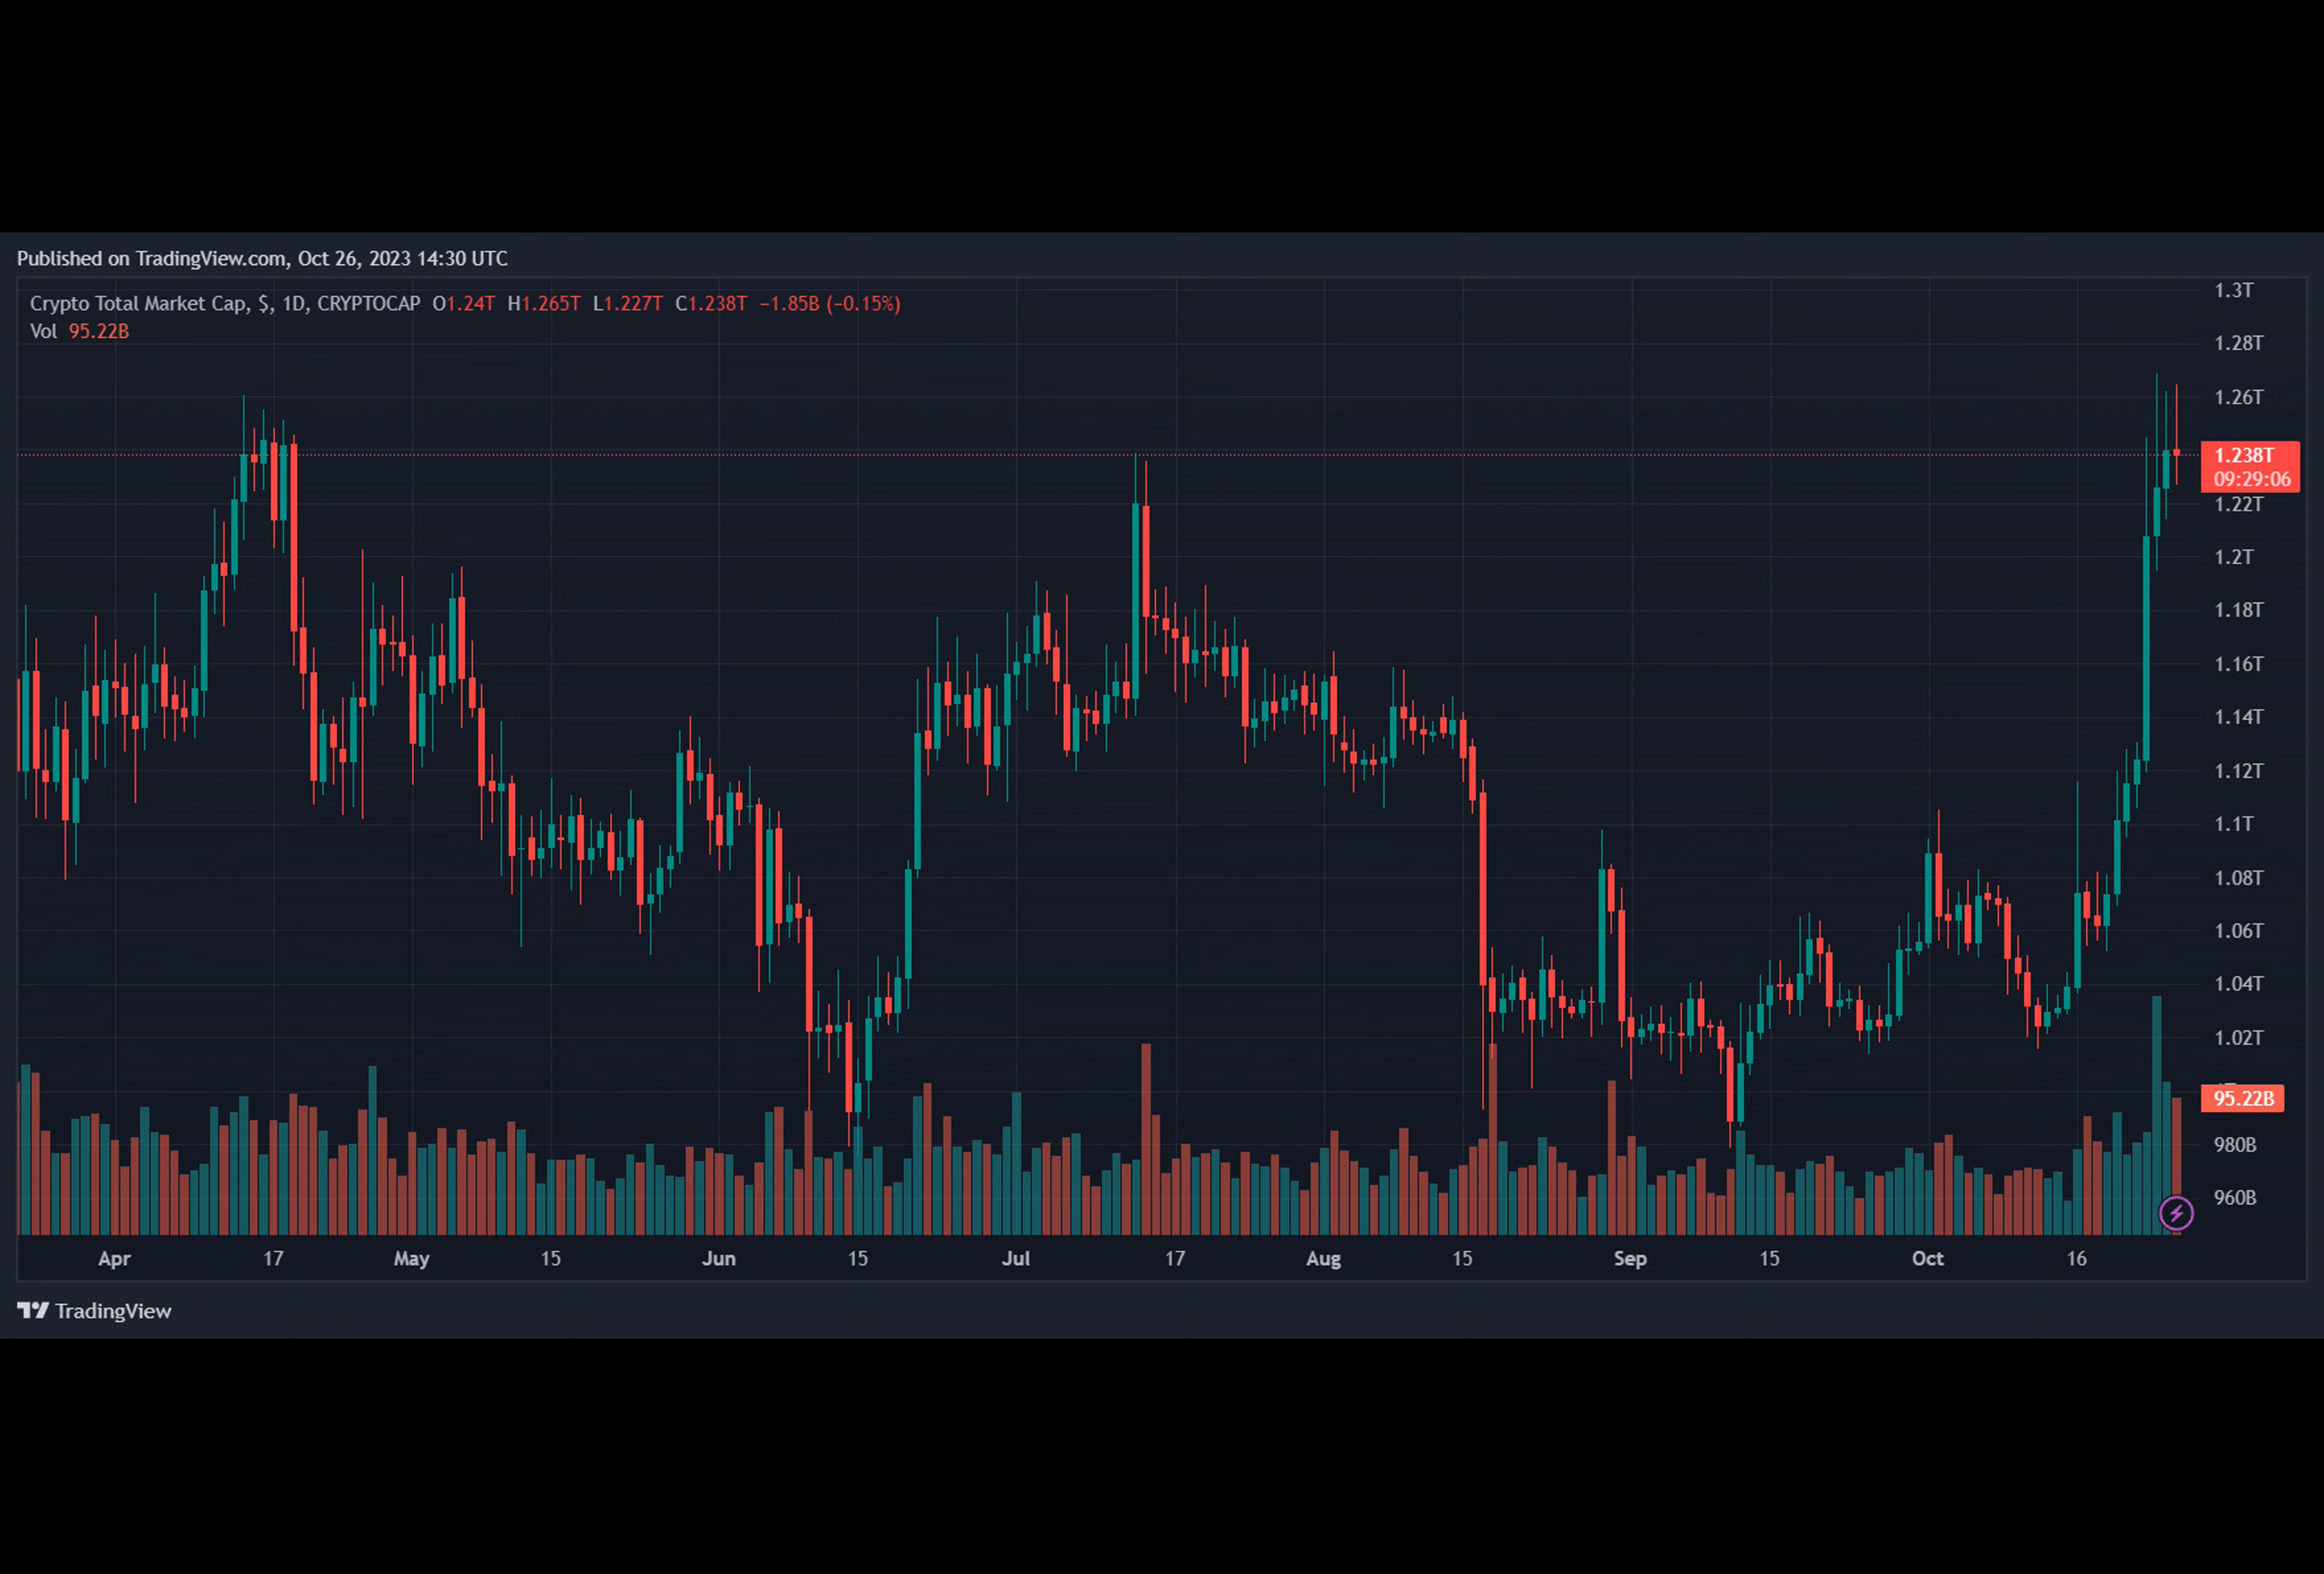 Published on TradingView.com, Oct 26, 2023 14:30 UTC
Crypto Total Market Cap, $, 1D, CRYPTOCAP O1.24T H1.265T L1.227T C1.238T −1.85B (−0.15%)
Vol 95.22B
1.3T
1.28T
1.26T
1.238T
09:29:06
1.22T
1.2T
1.18T
1.16T
1.14T
1.12T
1.1T
1.08T
1.06T
1.04T
1.02T
95.22B
980B
960B
Apr 17 May 15 Jun 15 Jul 17 Aug 15 Sep 15 Oct 16
TradingView